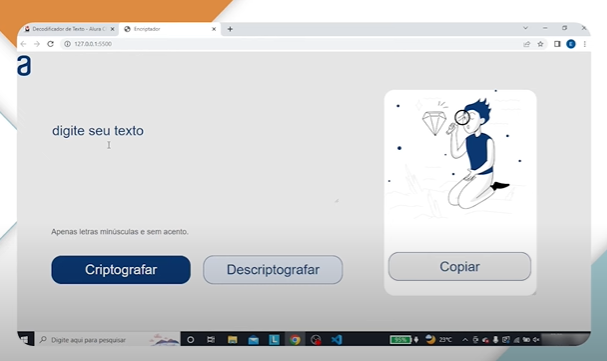 Decodificador de Texto - Alura C
Encriptador
127.0.0.1:5500
E
a
digite seu texto
Apenas letras minúsculas e sem acento.
Criptografar
Descriptografar
Copiar
Digite aqui para pesquisar
L
95%
23°C